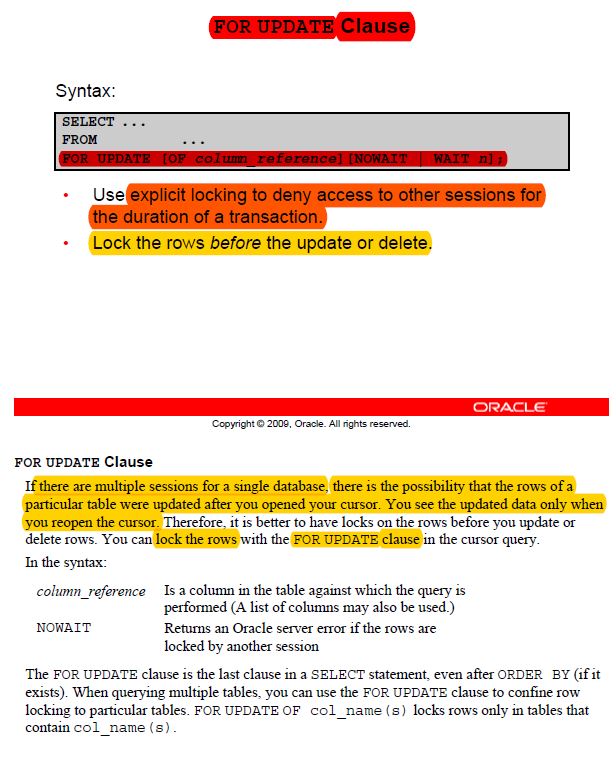 FOR UPDATE Clause
Syntax:
SELECT ...
FROM ...
FOR UPDATE [OF column_reference][NOWAIT | WAIT n];
• Use explicit locking to deny access to other sessions for
the duration of a transaction.
• Lock the rows before the update or delete.
ORACLE
Copyright © 2009, Oracle. All rights reserved.
FOR UPDATE Clause
If there are multiple sessions for a single database, there is the possibility that the rows of a
particular table were updated after you opened your cursor. You see the updated data only when
you reopen the cursor. Therefore, it is better to have locks on the rows before you update or
delete rows. You can lock the rows with the FOR UPDATE clause in the cursor query.
In the syntax:
column_reference Is a column in the table against which the query is
performed (A list of columns may also be used.)
NOWAIT Returns an Oracle server error if the rows are
locked by another session
The FOR UPDATE clause is the last clause in a SELECT statement, even after ORDER BY (if it
exists). When querying multiple tables, you can use the FOR UPDATE clause to confine row
locking to particular tables. FOR UPDATE OF col_name(s) locks rows only in tables that
contain col_name(s).